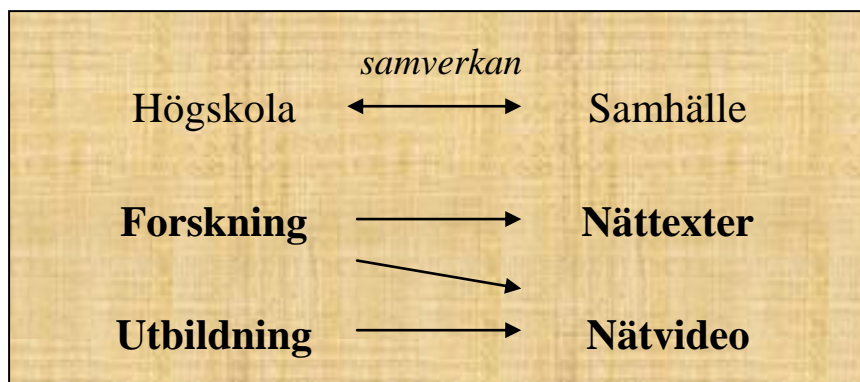 samverkan
Högskola Samhälle
Forskning Nättexter
Utbildning Nätvideo